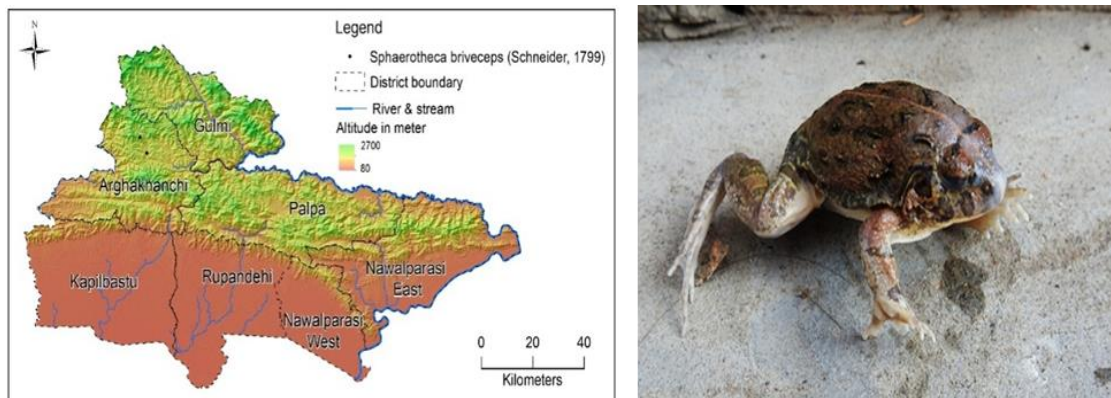 N
Legend
Sphaerotheca briveceps (Schneider, 1799)
District boundary
River & stream
Altitude in meter
2700
80
Gulmi
Arghakhanchi
Palpa
Kapilbastu
Rupandehi
Nawalparasi
East
Nawalparasi
West
0 20 40
Kilometers